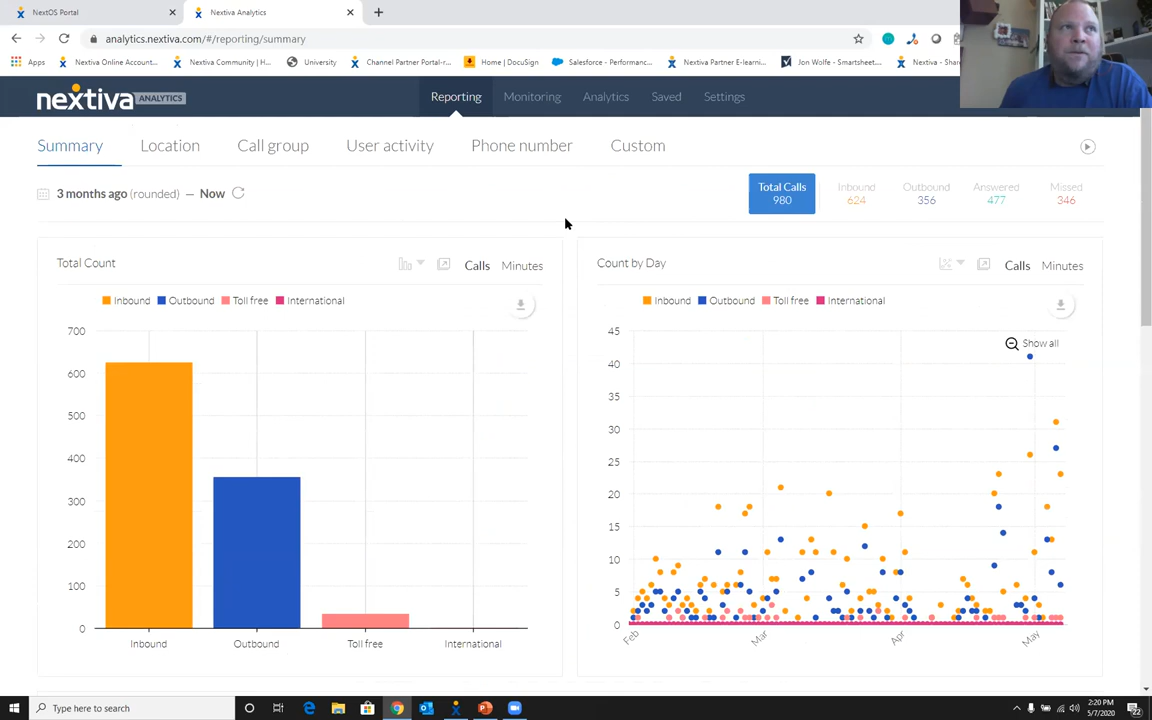 NextOS Portal
Nextiva Analytics
analytics.nextiva.com/#/reporting/summary
Apps
Nextiva Online Account...
Nextiva Community | H...
University
Channel Partner Portal-r...
Home | DocuSign
Salesforce - Performanc...
Nextiva Partner E-learni...
Jon Wolfe - Smartsheet...
Nextiva - Shar
nextiva ANALYTICS
Reporting
Monitoring
Analytics
Saved
Settings
Summary
Location
Call group
User activity
Phone number
Custom
3 months ago (rounded) — Now
Total Calls
980
Inbound
624
Outbound
356
Answered
477
Missed
346
Total Count
Calls
Minutes
Inbound
Outbound
Toll free
International
700
600
500
400
300
200
100
0
Inbound
Outbound
Toll free
International
Count by Day
Calls
Minutes
Inbound
Outbound
Toll free
International
Show all
45
40
35
30
25
20
15
10
5
0
Feb
Mar
Apr
May
Type here to search
2:20 PM
5/7/2020
22